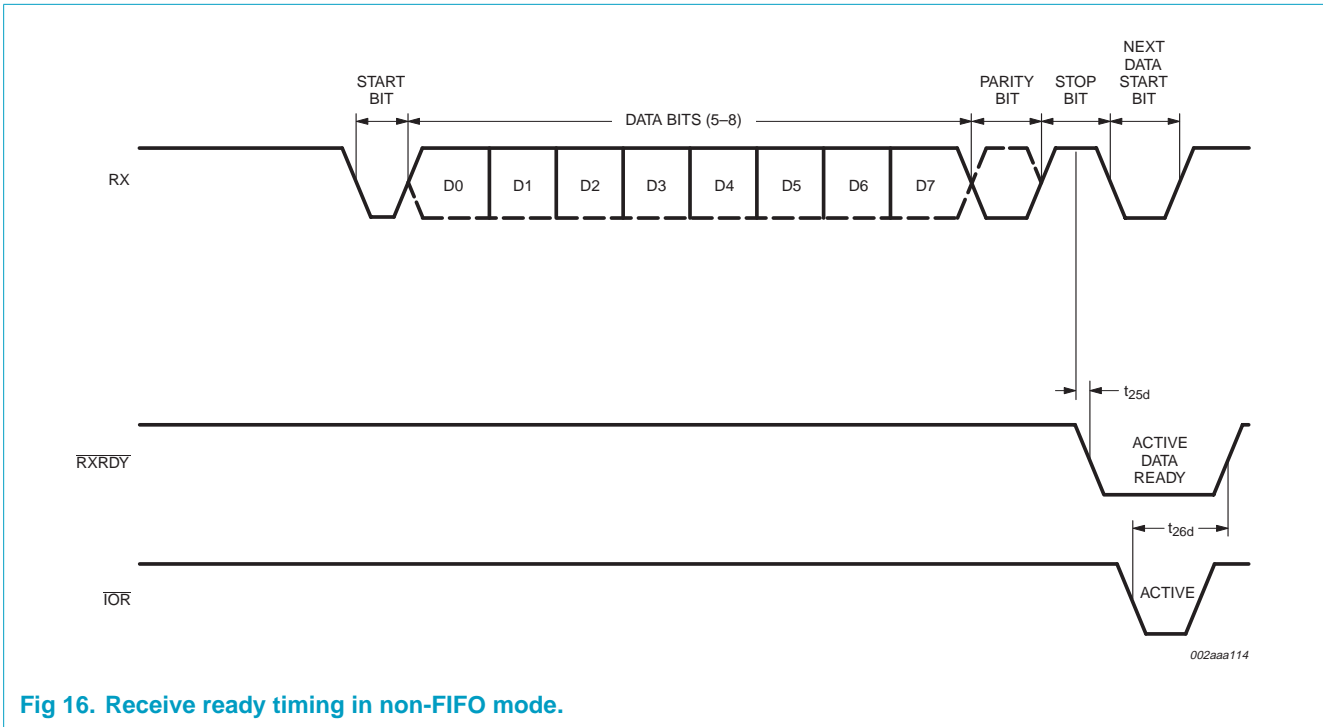 START
BIT
DATA BITS (5–8)
PARITY
BIT
STOP
BIT
NEXT
DATA
START
BIT
RX
D0 D1 D2 D3 D4 D5 D6 D7
t25d
RXRDY
ACTIVE
DATA
READY
t26d
IOR
ACTIVE
002aaa114
Fig 16. Receive ready timing in non-FIFO mode.